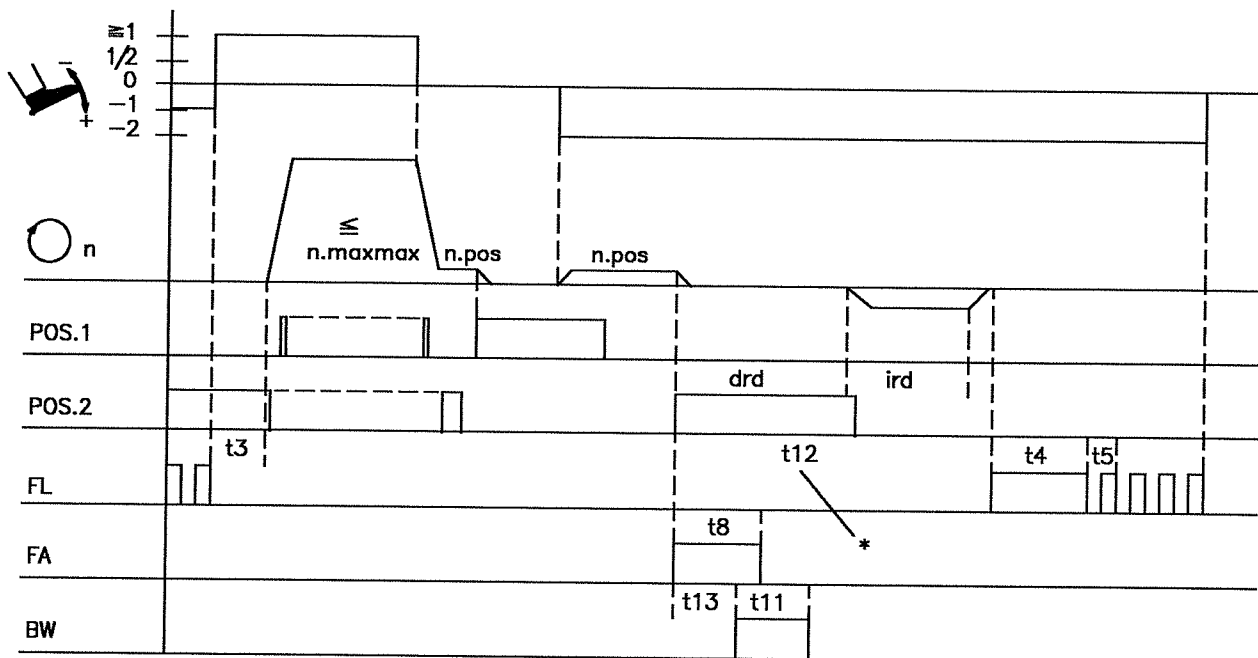 ≧1
1/2
0
−1
−2
−
+
n
≦
n.maxmax
n.pos
n.pos
POS.1
drd
ird
POS.2
t3
t12
t4
t5
FL
t8
*
FA
t13
t11
BW